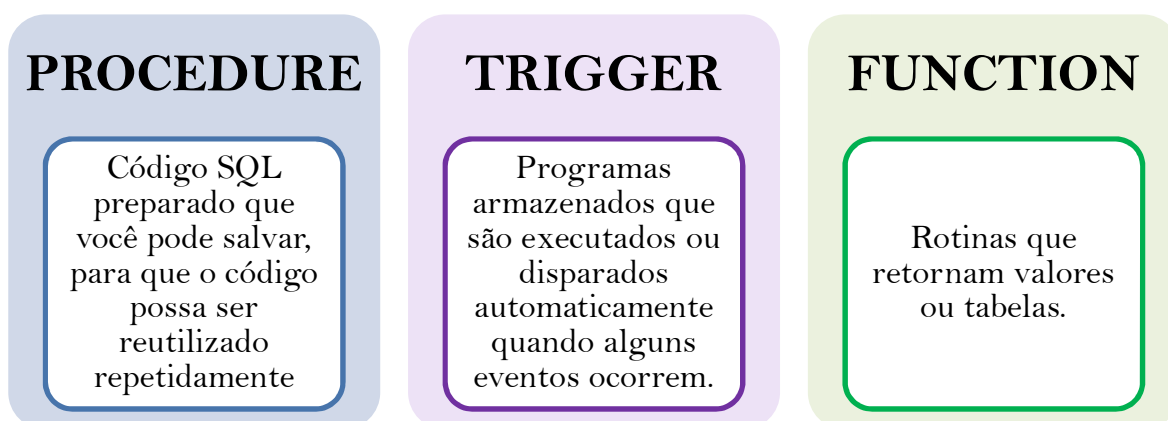 PROCEDURE
Código SQL
preparado que
você pode salvar,
para que o código
possa ser
reutilizado
repetidamente
TRIGGER
Programas
armazenados que
são executados ou
disparados
automaticamente
quando alguns
eventos ocorrem.
FUNCTION
Rotinas que
retornam valores
ou tabelas.